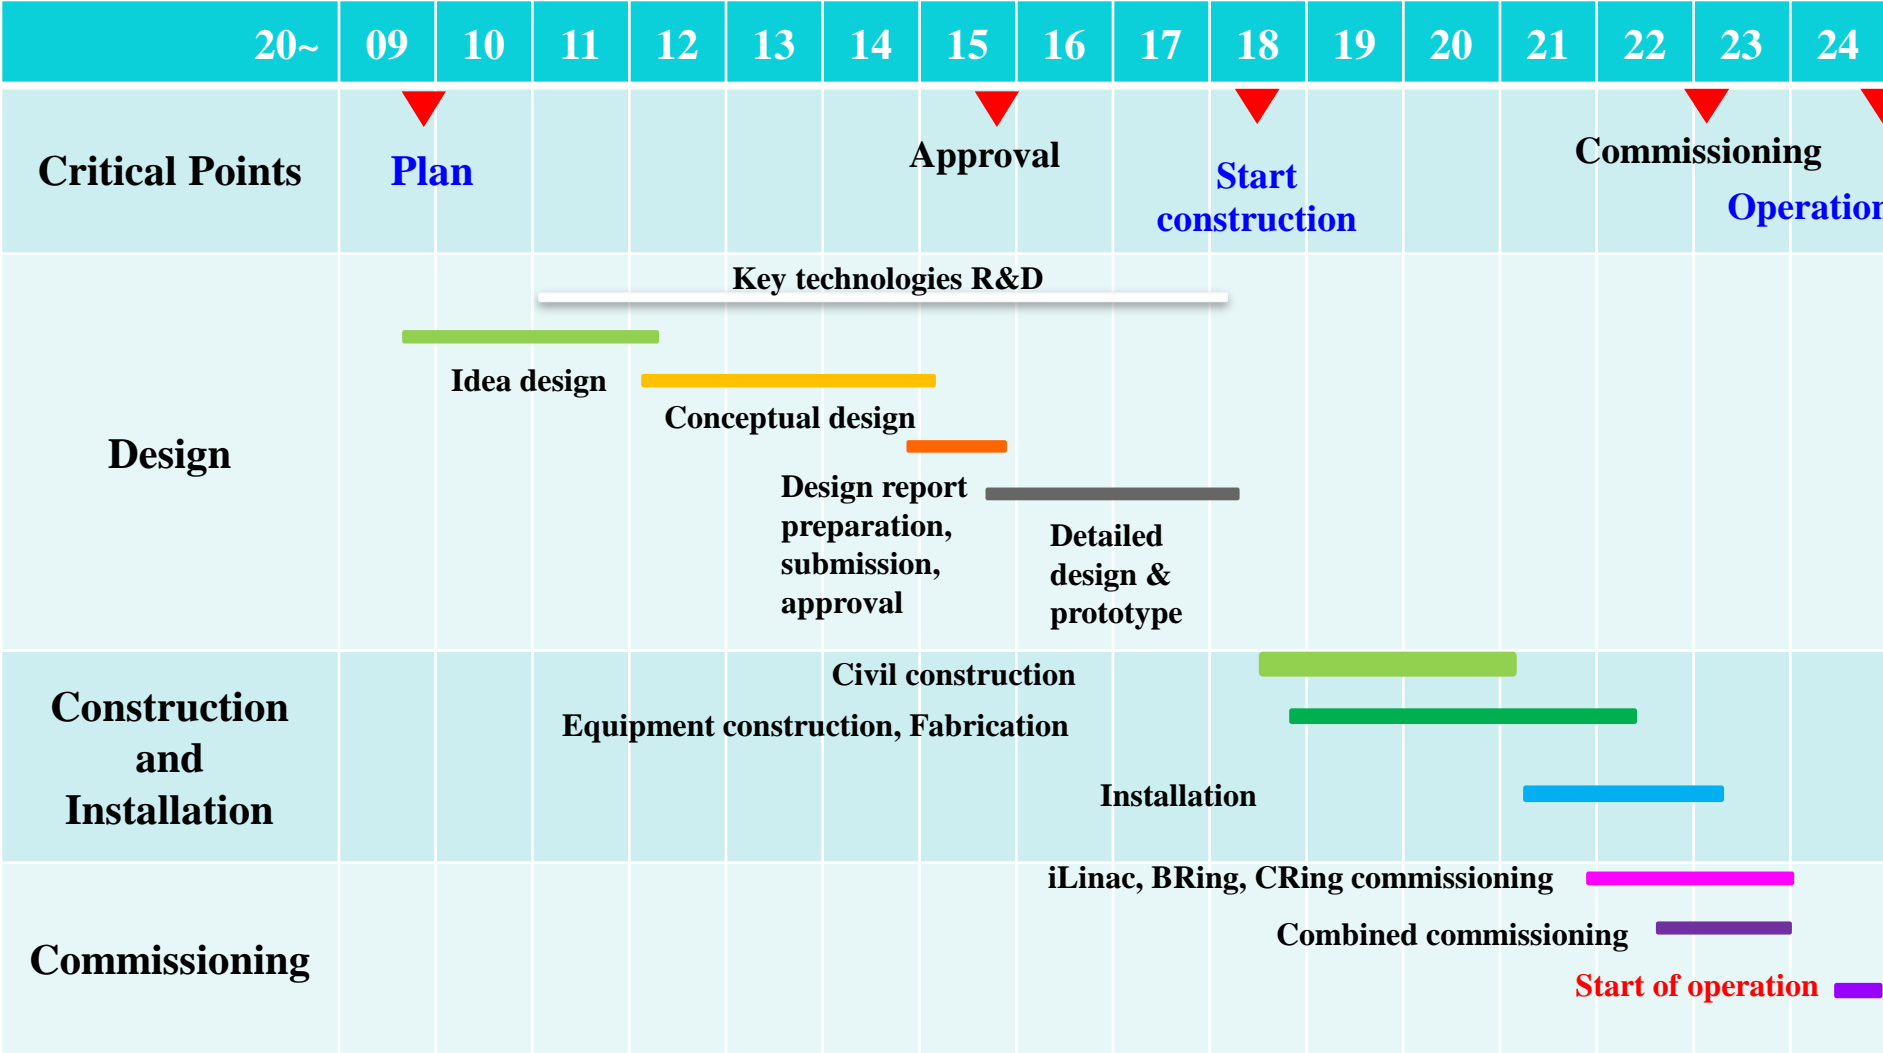 20~ 09 10 11 12 13 14 15 16 17 18 19 20 21 22 23 24
Critical Points
Plan
Approval
Start
construction
Commissioning
Operation
Design
Key technologies R&D
Idea design
Conceptual design
Design report
preparation,
submission,
approval
Detailed
design &
prototype
Construction
and
Installation
Civil construction
Equipment construction, Fabrication
Installation
Commissioning
iLinac, BRing, CRing commissioning
Combined commissioning
Start of operation